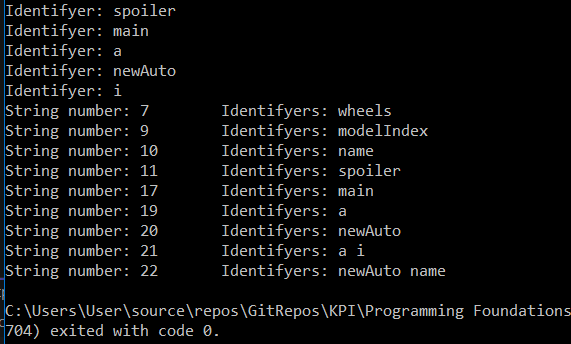 Identifyer: spoiler
Identifyer: main
Identifyer: a
Identifyer: newAuto
Identifyer: i
String number: 7 Identifyers: wheels
String number: 9 Identifyers: modelIndex
String number: 10 Identifyers: name
String number: 11 Identifyers: spoiler
String number: 17 Identifyers: main
String number: 19 Identifyers: a
String number: 20 Identifyers: newAuto
String number: 21 Identifyers: a i
String number: 22 Identifyers: newAuto name
C:\Users\User\source\repos\GitRepos\KPI\Programming Foundations
704) exited with code 0.